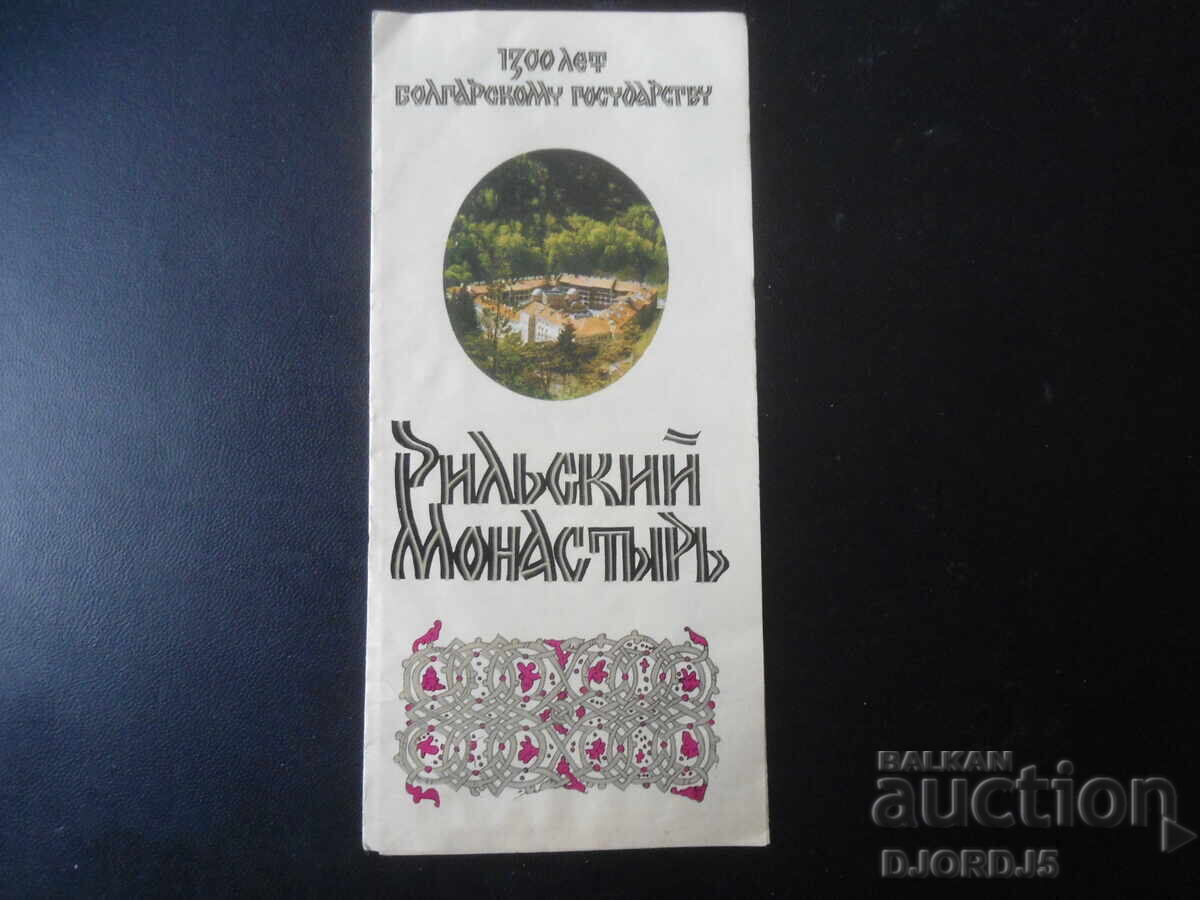 1300 лет
болгарскому государству
Рильский
Монастырь
BALKAN
auction
DJORDJ5